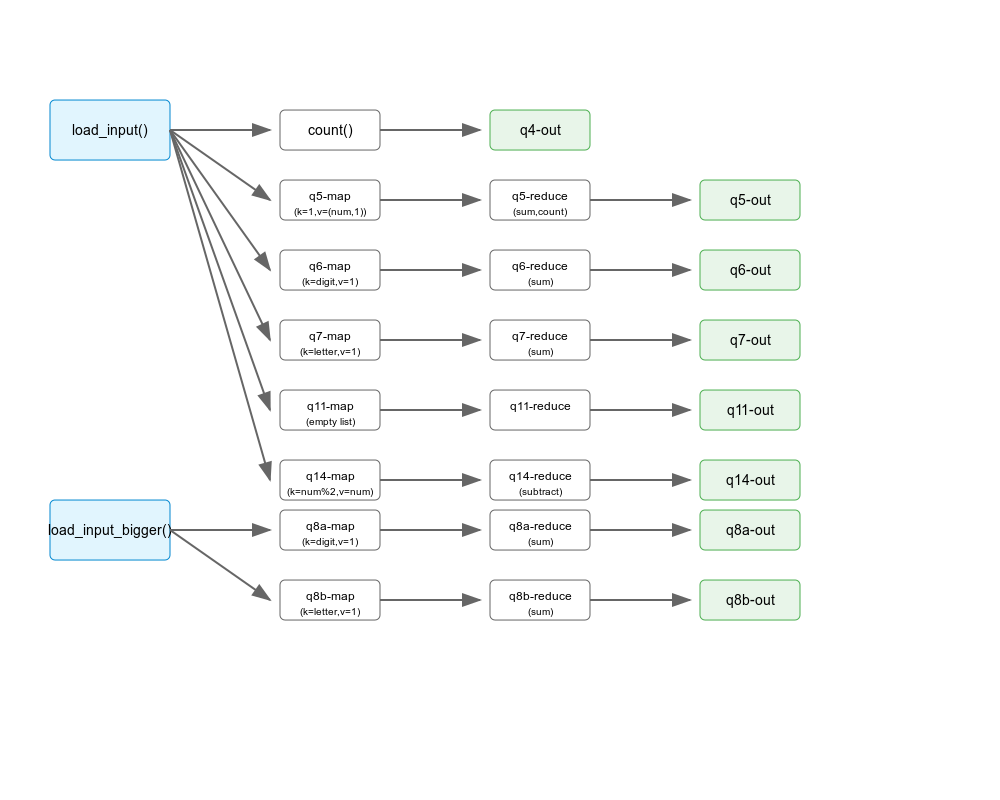 load_input()
count()
q4-out
q5-map
(k=1,v=(num,1))
q5-reduce
(sum,count)
q5-out
q6-map
(k=digit,v=1)
q6-reduce
(sum)
q6-out
q7-map
(k=letter,v=1)
q7-reduce
(sum)
q7-out
q11-map
(empty list)
q11-reduce
q11-out
q14-map
(k=num%2,v=num)
q14-reduce
(subtract)
q14-out
load_input_bigger()
q8a-map
(k=digit,v=1)
q8a-reduce
(sum)
q8a-out
q8b-map
(k=letter,v=1)
q8b-reduce
(sum)
q8b-out